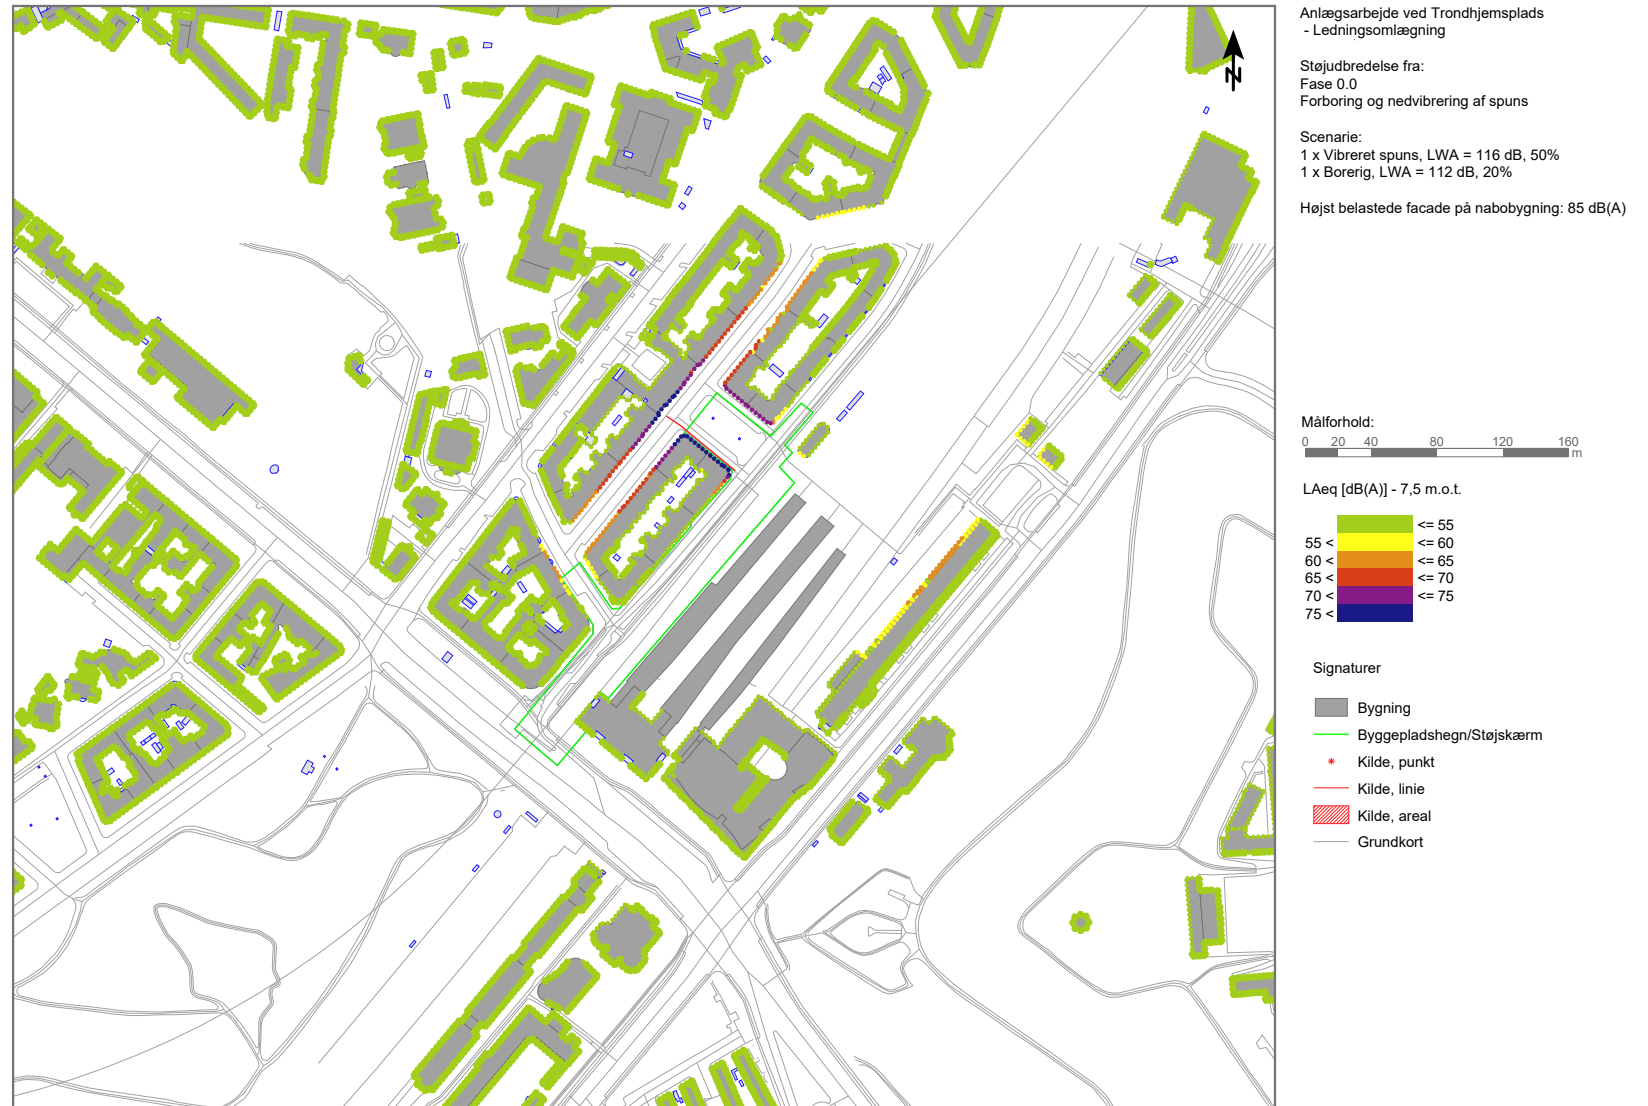 Anlægsarbejde ved Trondhjemsplads
- Ledningsomlægning
Støjudbredelse fra:
Fase 0.0
Forboring og nedvibrering af spuns
Scenarie:
1 x Vibreret spuns, LWA = 116 dB, 50%
1 x Borerig, LWA = 112 dB, 20%
Højst belastede facade på nabobygning: 85 dB(A)
N
Målforhold:
0 20 40 80 120 160
m
LAeq [dB(A)] - 7,5 m.o.t.
<= 55
55 < <= 60
60 < <= 65
65 < <= 70
70 < <= 75
75 <
Signaturer
Bygning
Byggepladshegn/Støjskærm
Kilde, punkt
Kilde, linie
Kilde, areal
Grundkort